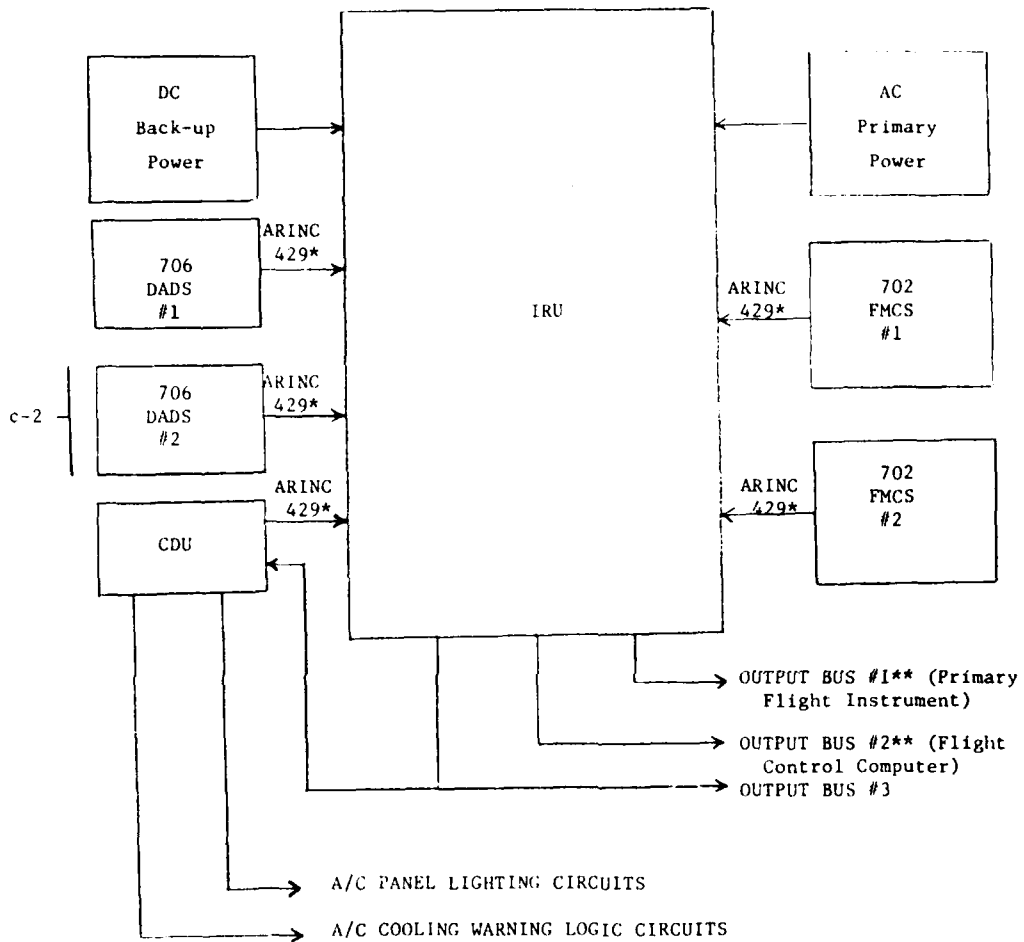 DC
Back-up
Power
AC
Primary
Power
706
DADS
#1
ARINC
429*
IRU
ARINC
429*
702
FMCS
#1
c-2
706
DADS
#2
ARINC
429*
CDU
ARINC
429*
ARINC
429*
702
FMCS
#2
OUTPUT BUS #1** (Primary
Flight Instrument)
OUTPUT BUS #2** (Flight
Control Computer)
OUTPUT BUS #3
A/C PANEL LIGHTING CIRCUITS
A/C COOLING WARNING LOGIC CIRCUITS